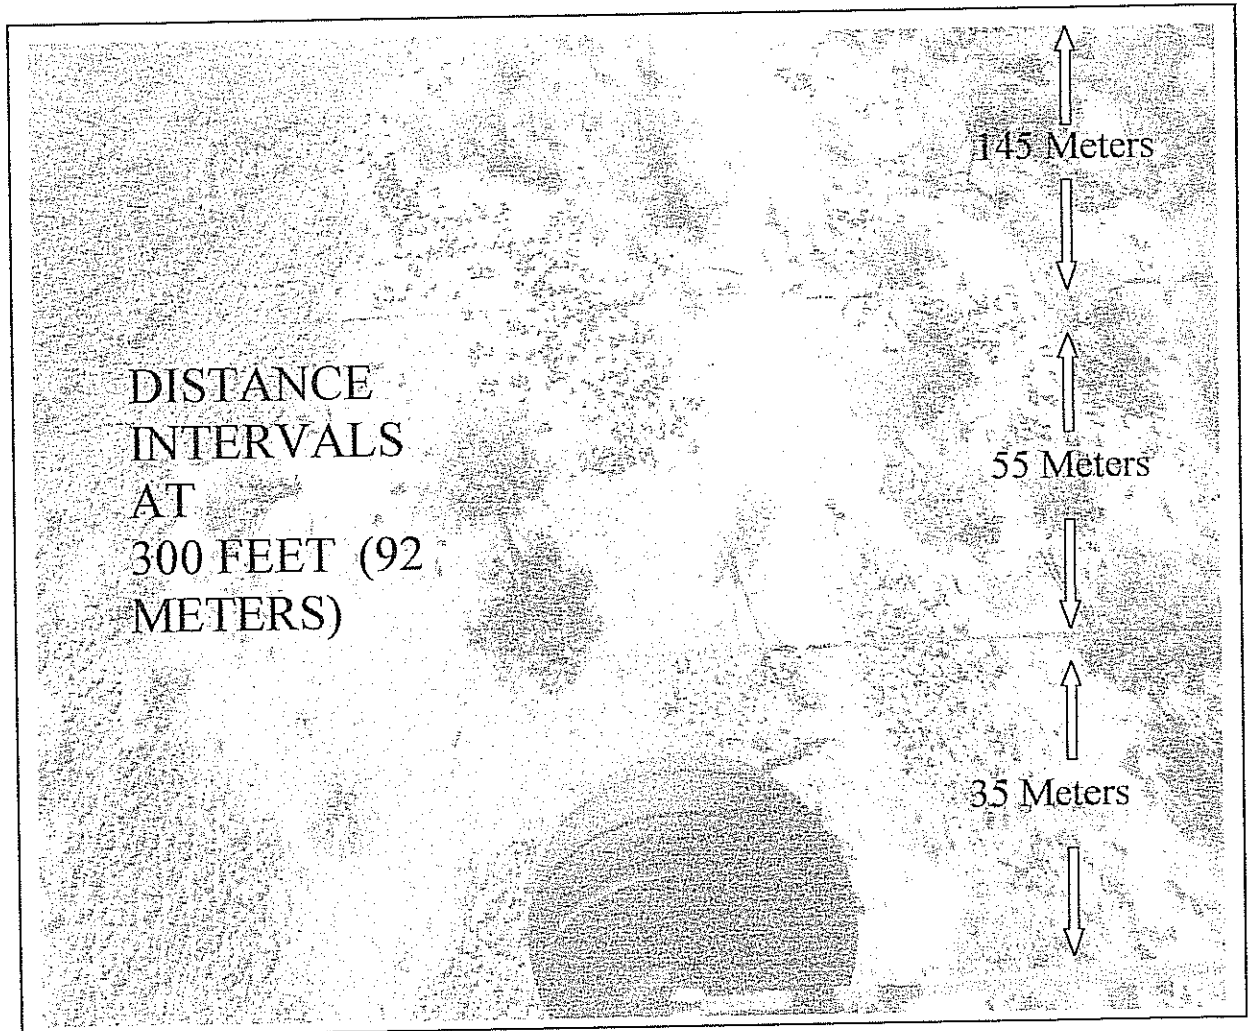 145 Meters
DISTANCE
INTERVALS
AT
300 FEET (92
METERS)
55 Meters
35 Meters